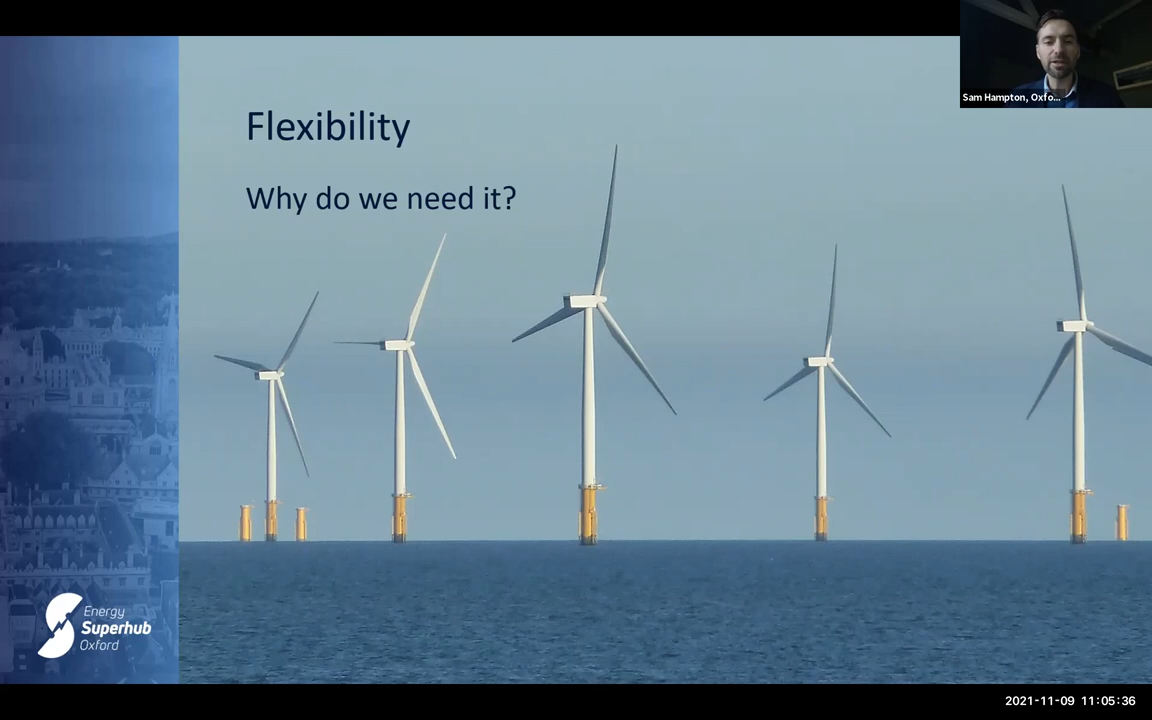 Sam Hampton, Oxfo...
Flexibility
Why do we need it?
Energy
Superhub
Oxford
2021-11-09 11:05:36